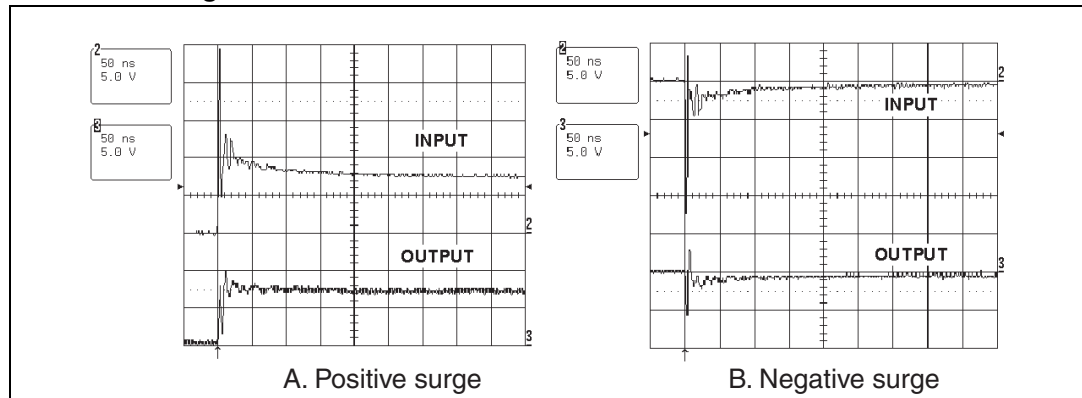 2
50 ns
5.0 V
3
50 ns
5.0 V
INPUT
2
OUTPUT
3
A. Positive surge
2
50 ns
5.0 V
3
50 ns
5.0 V
2
INPUT
OUTPUT
3
B. Negative surge